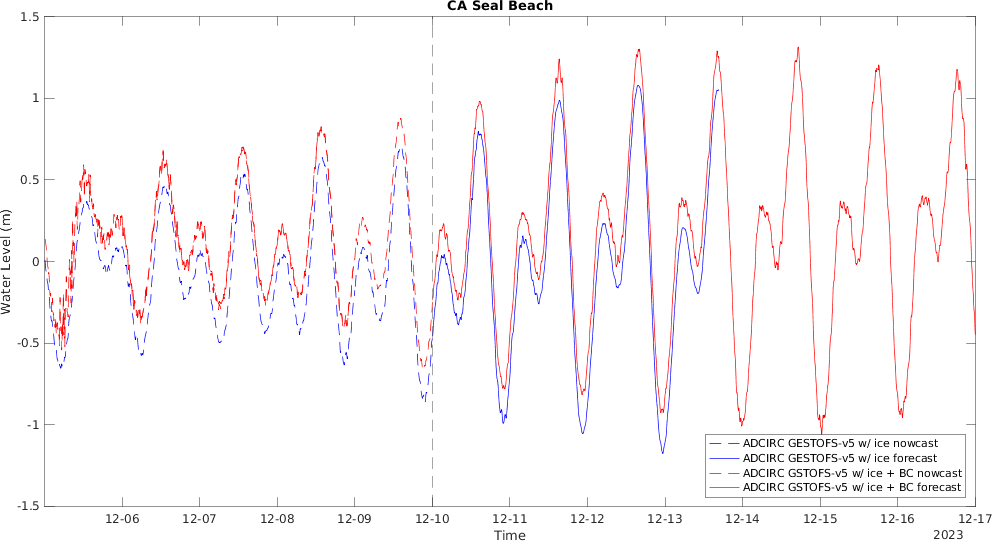 CA Seal Beach
1.5
1
0.5
0
-0.5
-1
-1.5
Water Level (m)
12-06 12-07 12-08 12-09 12-10 12-11 12-12 12-13 12-14 12-15 12-16 12-17
Time
2023
ADCIRC GESTOFS-v5 w/ ice nowcast
ADCIRC GESTOFS-v5 w/ ice forecast
ADCIRC GSTOFS-v5 w/ ice + BC nowcast
ADCIRC GSTOFS-v5 w/ ice + BC forecast